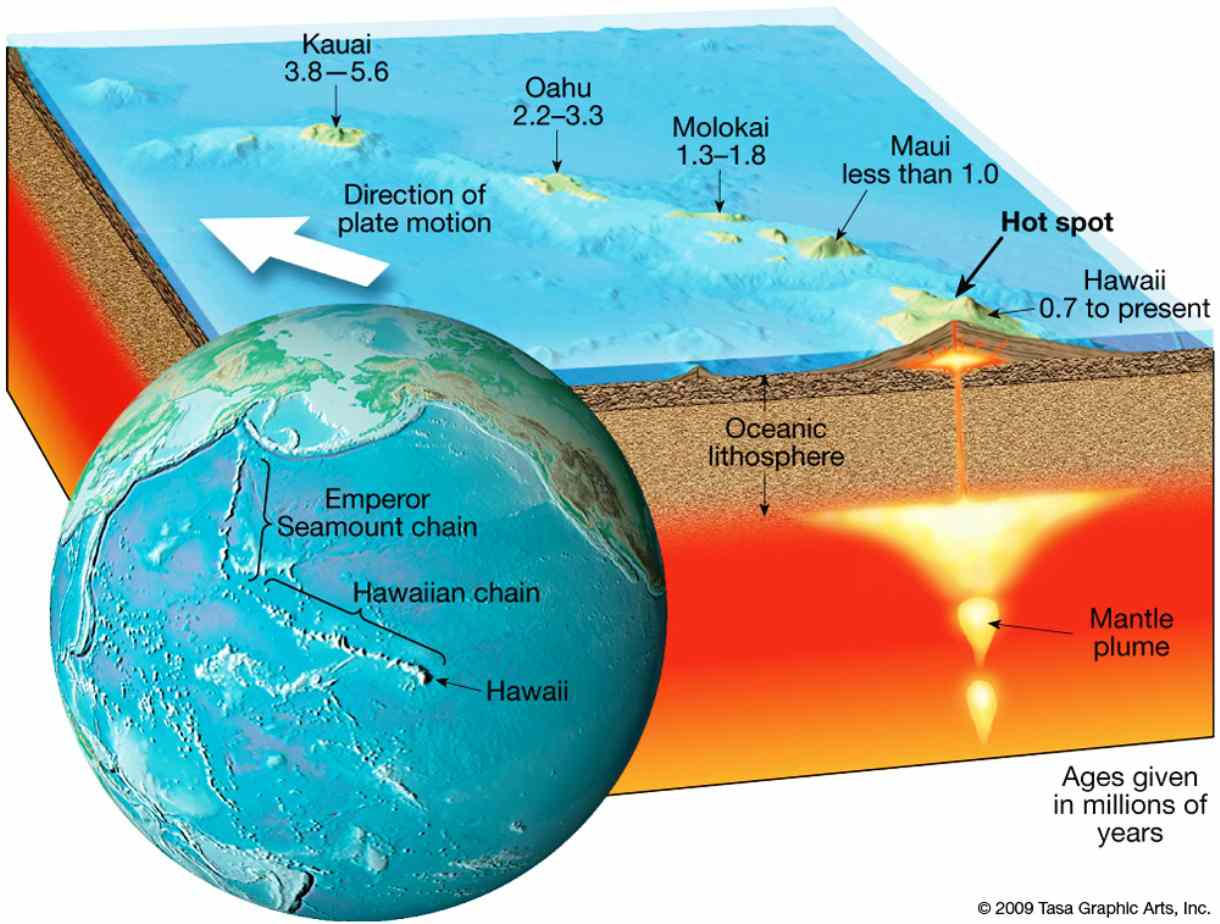 Kauai
3.8—5.6
Oahu
2.2–3.3
Molokai
1.3–1.8
Maui
less than 1.0
Direction of
plate motion
Hot spot
Hawaii
0.7 to present
Oceanic
lithosphere
Emperor
Seamount chain
Hawaiian chain
Hawaii
Mantle
plume
Ages given
in millions of
years
© 2009 Tasa Graphic Arts, Inc.